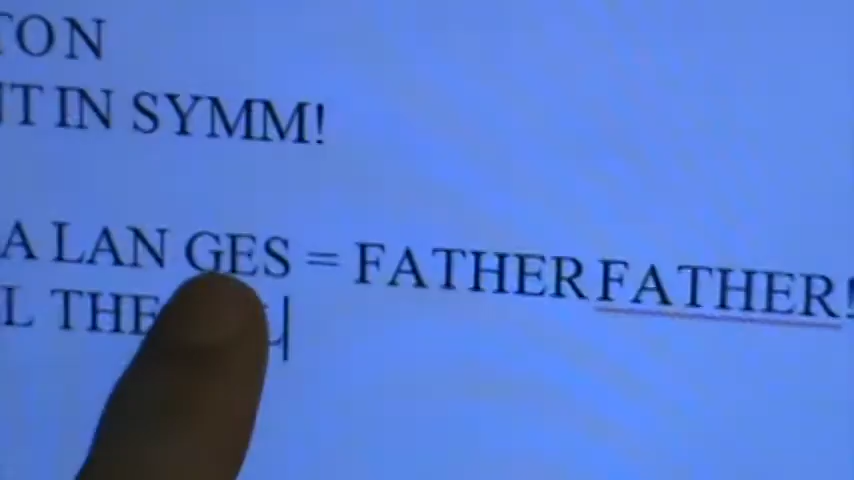 TON
NT IN SYMM!
A LAN GES = FATHER FATHER!
L THE